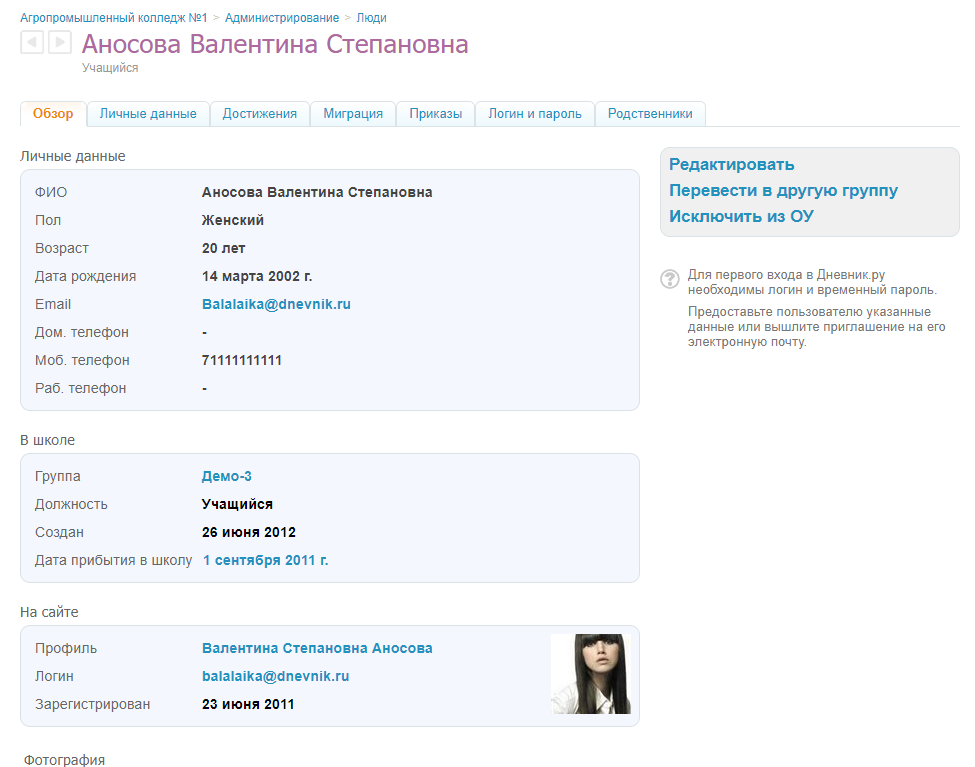 Агропромышленный колледж №1 > Администрирование > Люди
Аносова Валентина Степановна
Учащийся
Обзор Личные данные Достижения Миграция Приказы Логин и пароль Родственники
Личные данные
ФИО Аносова Валентина Степановна
Пол Женский
Возраст 20 лет
Дата рождения 14 марта 2002 г.
Email Balalaika@dnevnik.ru
Дом. телефон -
Моб. телефон 71111111111
Раб. телефон -
Редактировать
Перевести в другую группу
Исключить из ОУ
? Для первого входа в Дневник.ру
необходимы логин и временный пароль.
Предоставьте пользователю указанные
данные или вышлите приглашение на его
электронную почту.
В школе
Группа Демо-3
Должность Учащийся
Создан 26 июня 2012
Дата прибытия в школу 1 сентября 2011 г.
На сайте
Профиль Валентина Степановна Аносова
Логин balalaika@dnevnik.ru
Зарегистрирован 23 июня 2011
Фотография